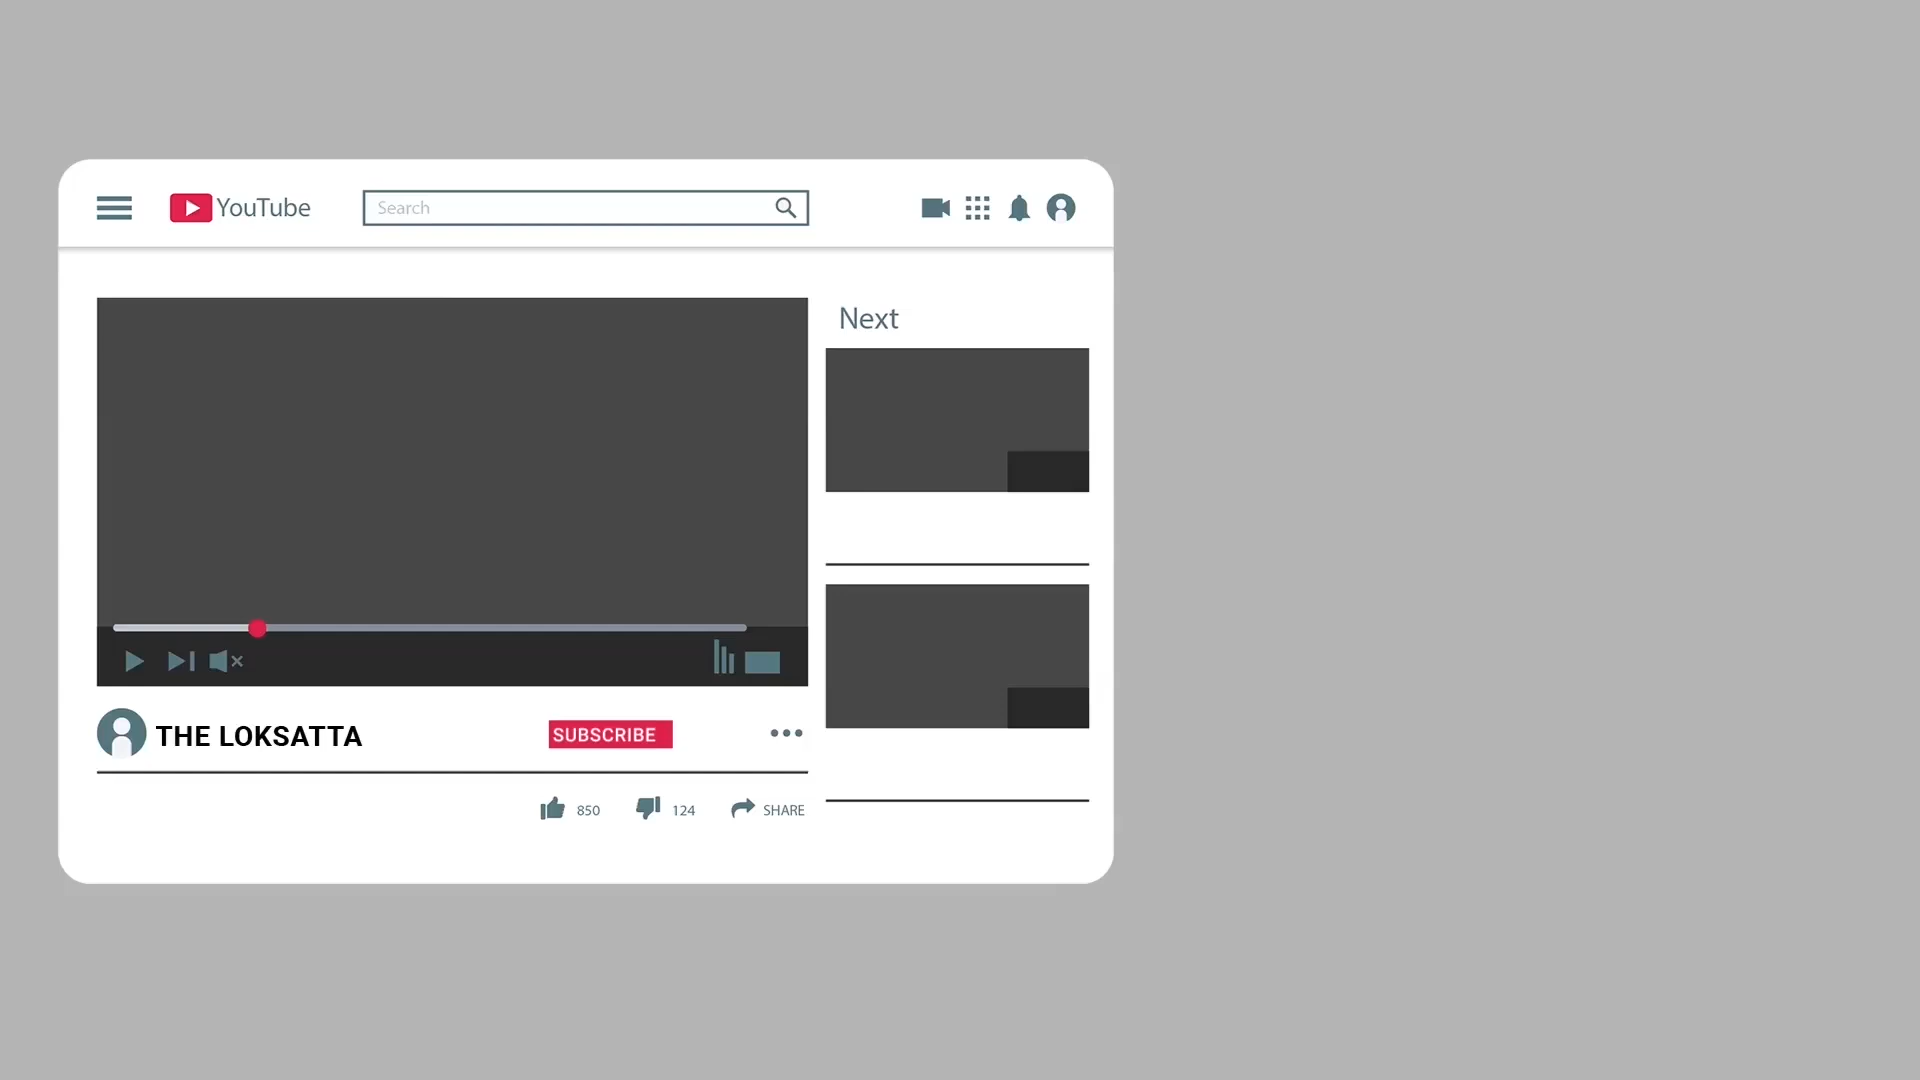 YouTube
Search
Next
THE LOKSATTA
SUBSCRIBE
850
124
SHARE